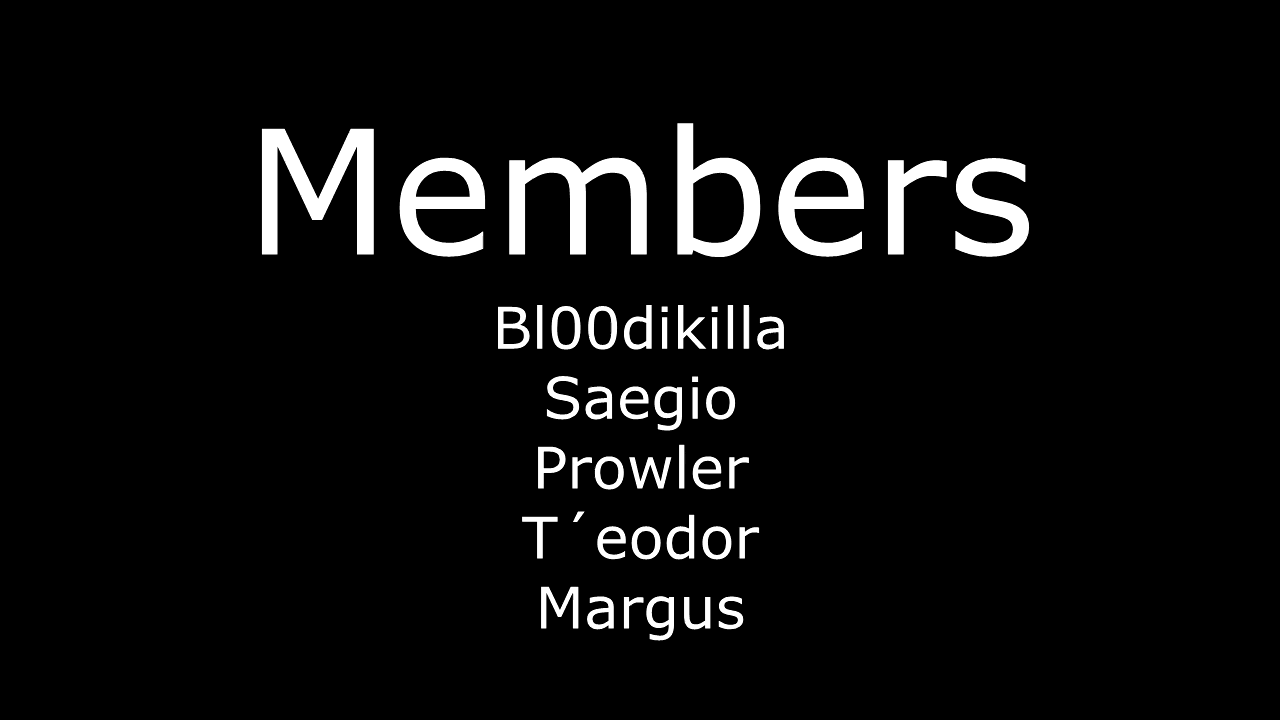 Members
Bl00dikilla
Saegio
Prowler
T´eodor
Margus